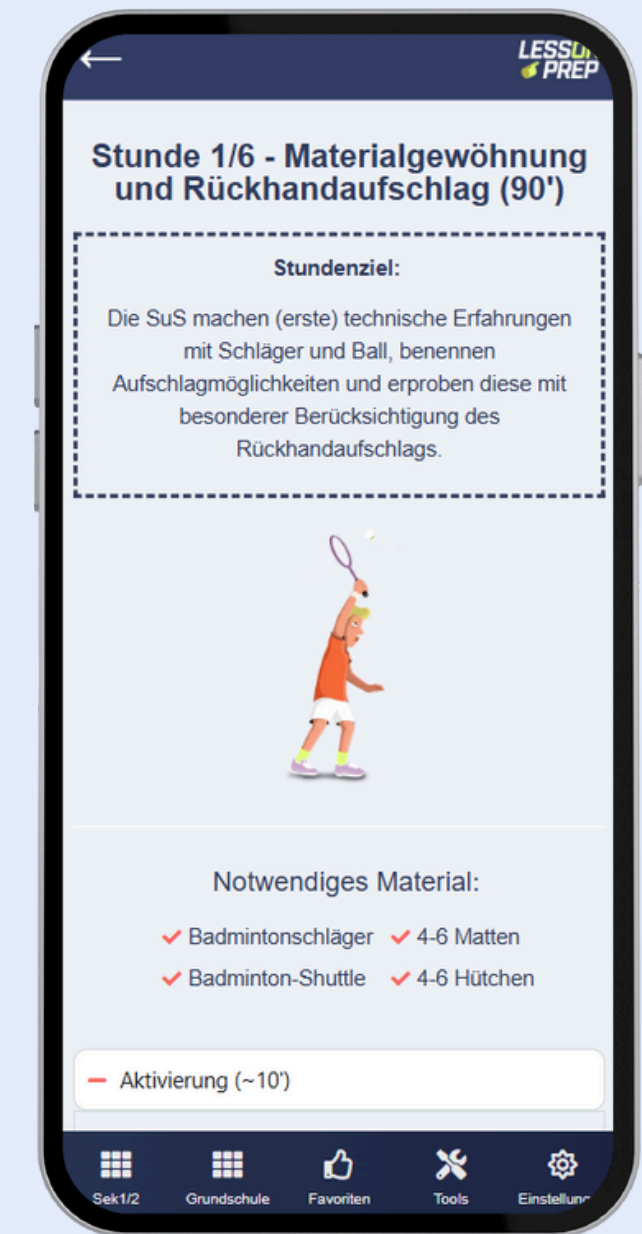 LESSON
PREP
Stunde 1/6 - Materialgewöhnung
und Rückhandaufschlag (90')
Stundenziel:
Die SuS machen (erste) technische Erfahrungen
mit Schläger und Ball, benennen
Aufschlagmöglichkeiten und erproben diese mit
besonderer Berücksichtigung des
Rückhandaufschlags.
Notwendiges Material:
Badmintonschläger 4-6 Matten
Badminton-Shuttle 4-6 Hütchen
Aktivierung (~10')
Sek1/2 Grundschule Favoriten Tools Einstellun